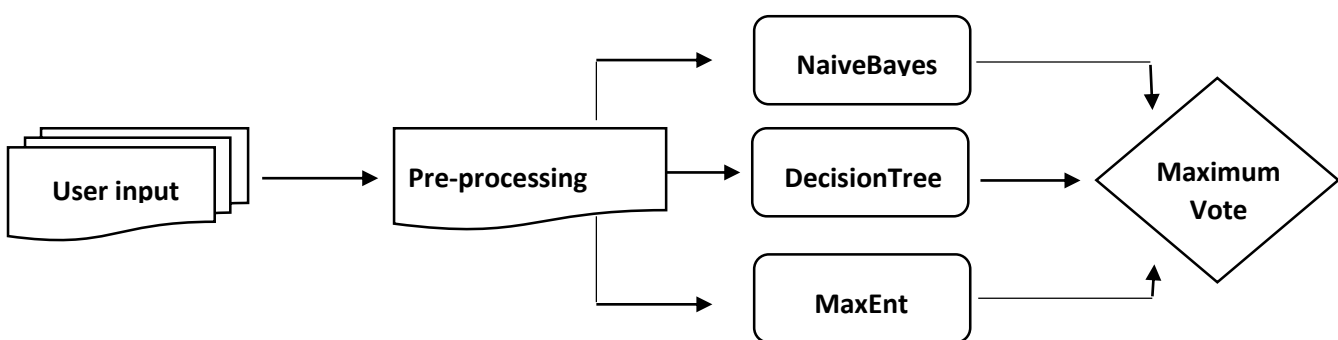 NaiveBayes
User input
Pre-processing
DecisionTree
Maximum
Vote
MaxEnt